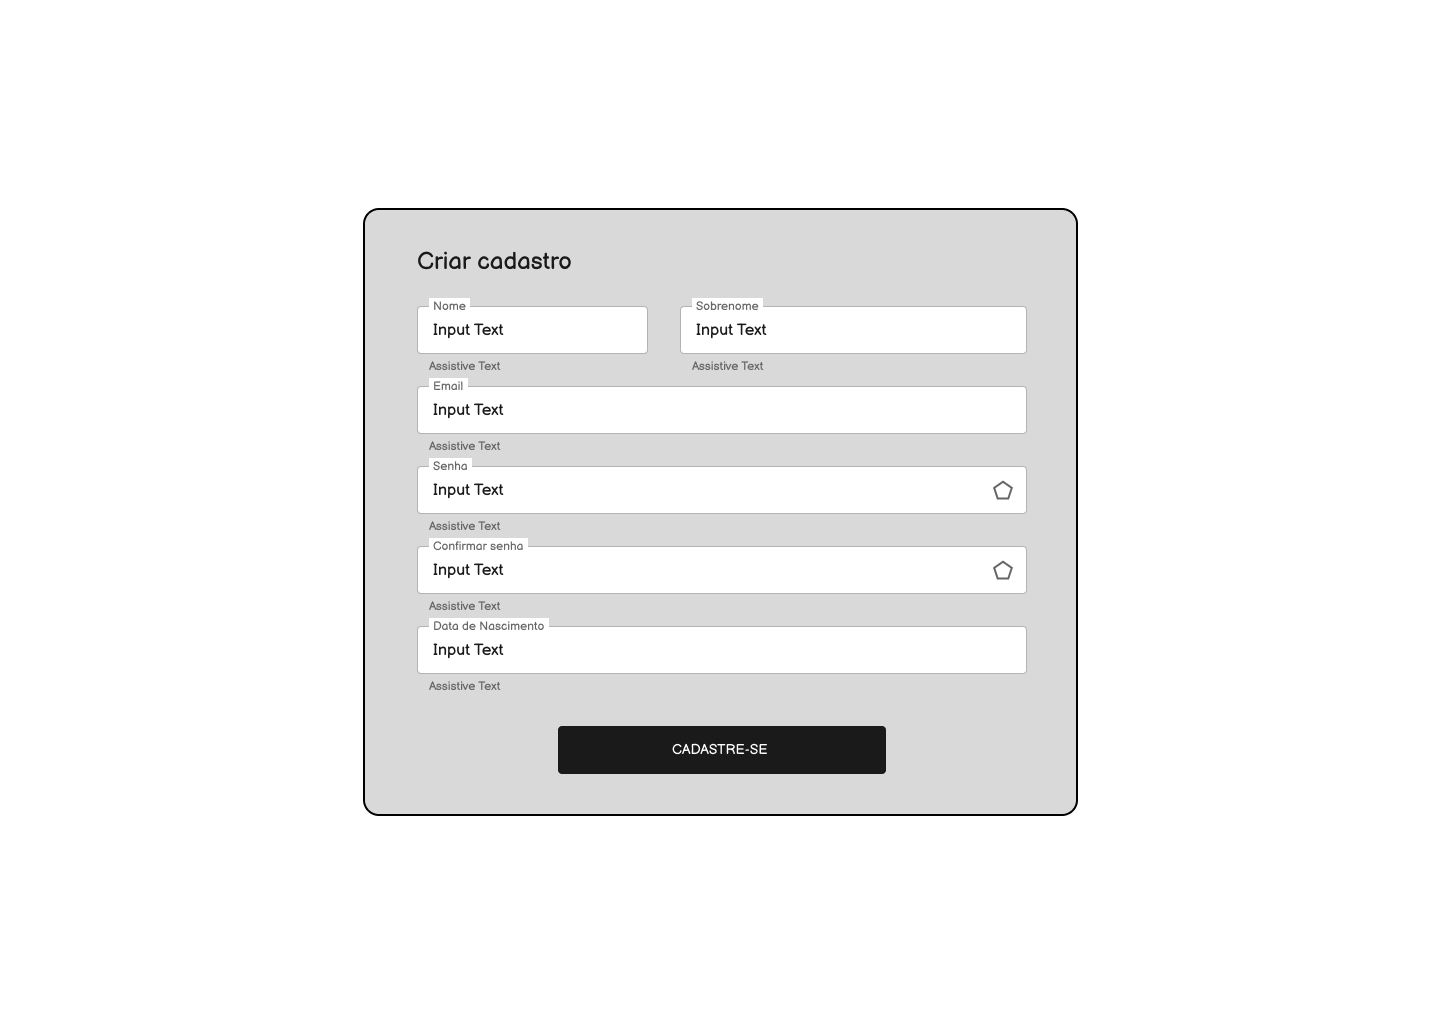 Criar cadastro
Nome
Sobrenome
Input Text
Input Text
Assistive Text
Assistive Text
Email
Input Text
Assistive Text
Senha
Input Text
Assistive Text
Confirmar senha
Input Text
Assistive Text
Data de Nascimento
Input Text
Assistive Text
CADASTRE-SE